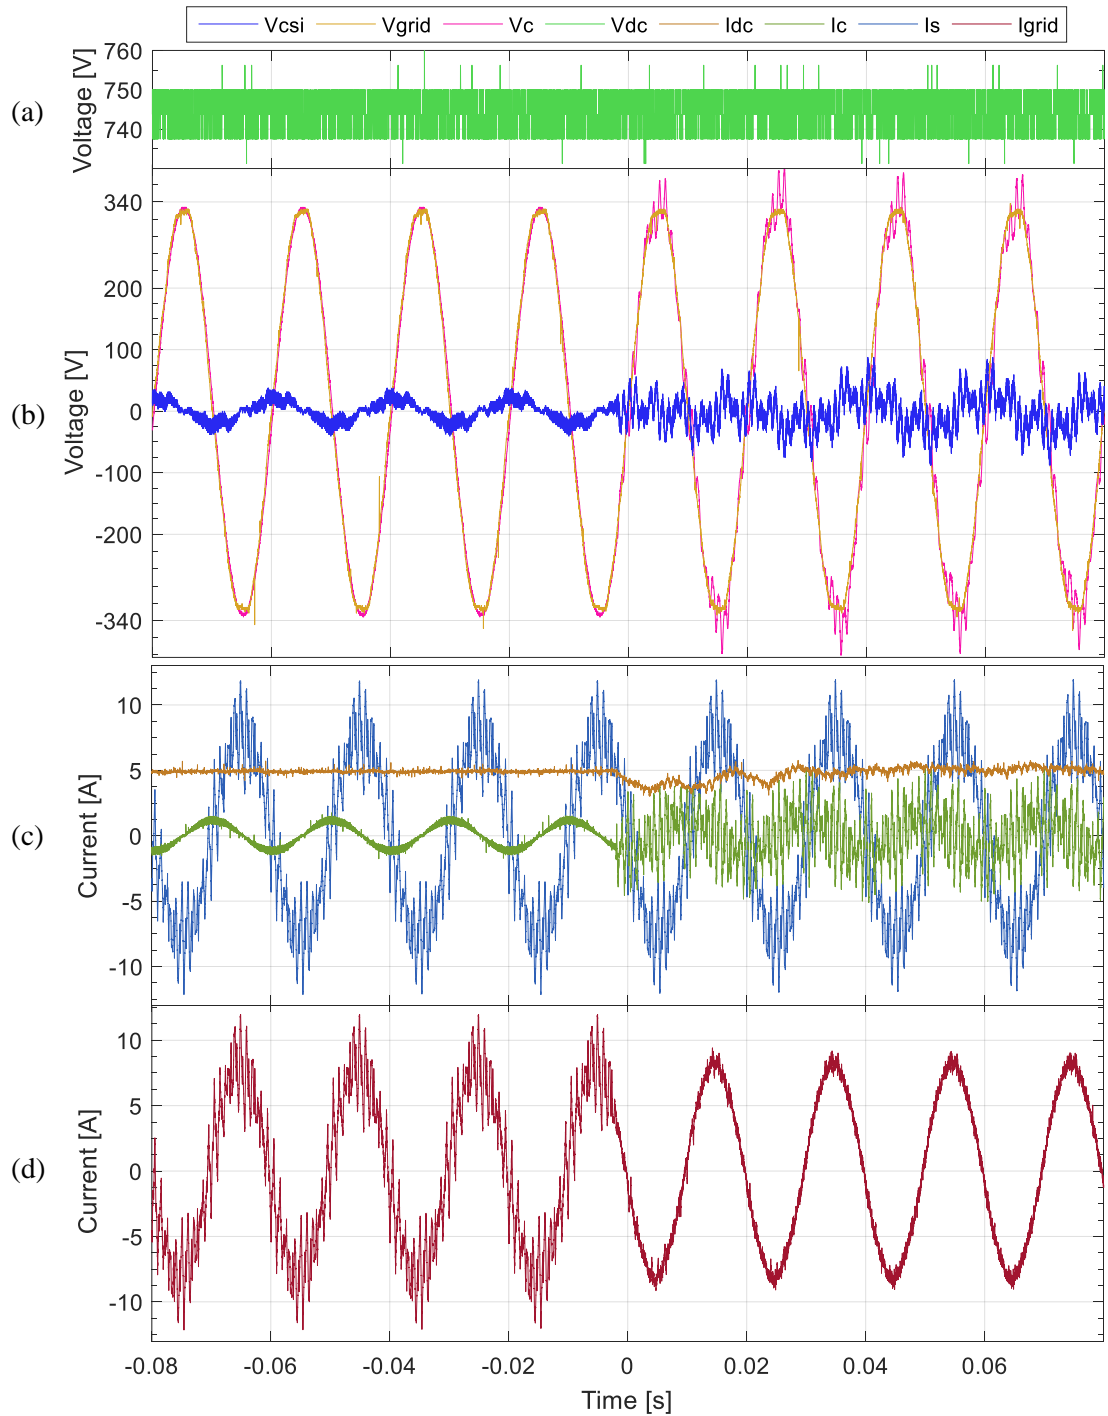 Vcsi Vgrid Vc Vdc Idc Ic Is Igrid
(a)
Voltage [V]
760
750
740
(b)
Voltage [V]
340
200
100
0
-100
-200
-340
(c)
Current [A]
10
5
0
-5
-10
(d)
Current [A]
10
5
0
-5
-10
-0.08 -0.06 -0.04 -0.02 0 0.02 0.04 0.06
Time [s]